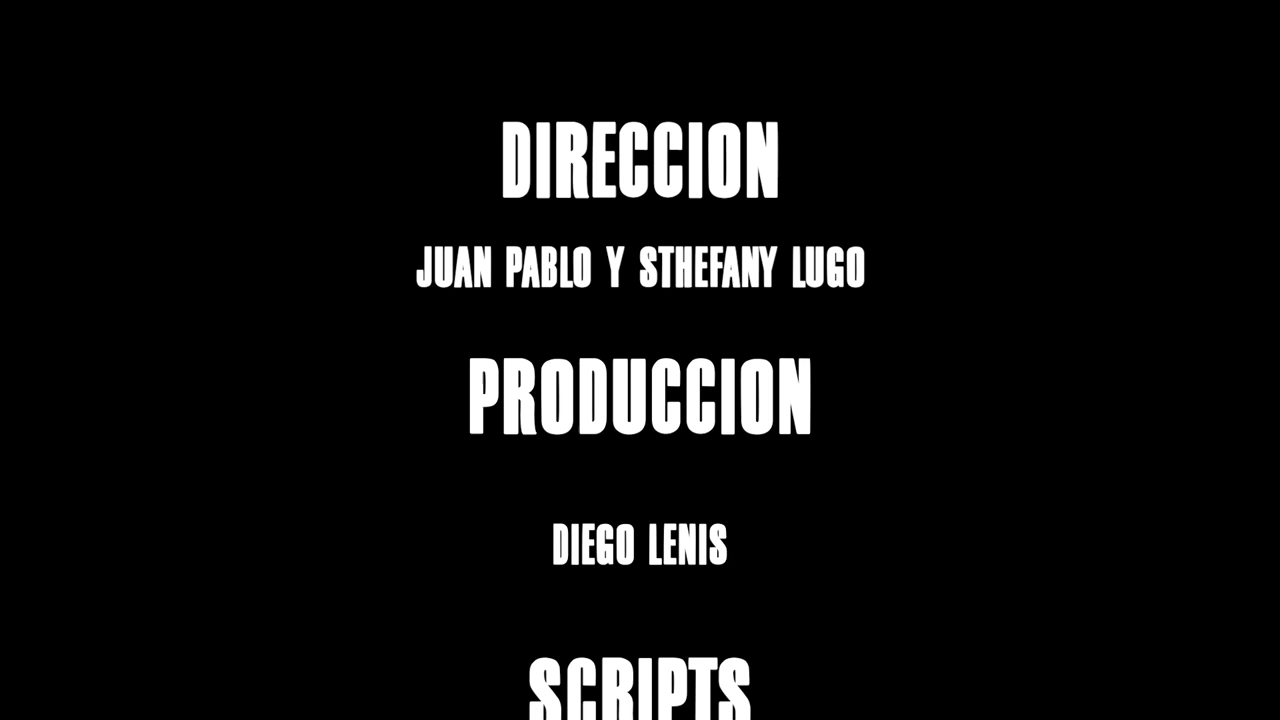 DIRECCION
JUAN PABLO Y STHEFANY LUGO
PRODUCCION
DIEGO LENIS
SCRIPTS